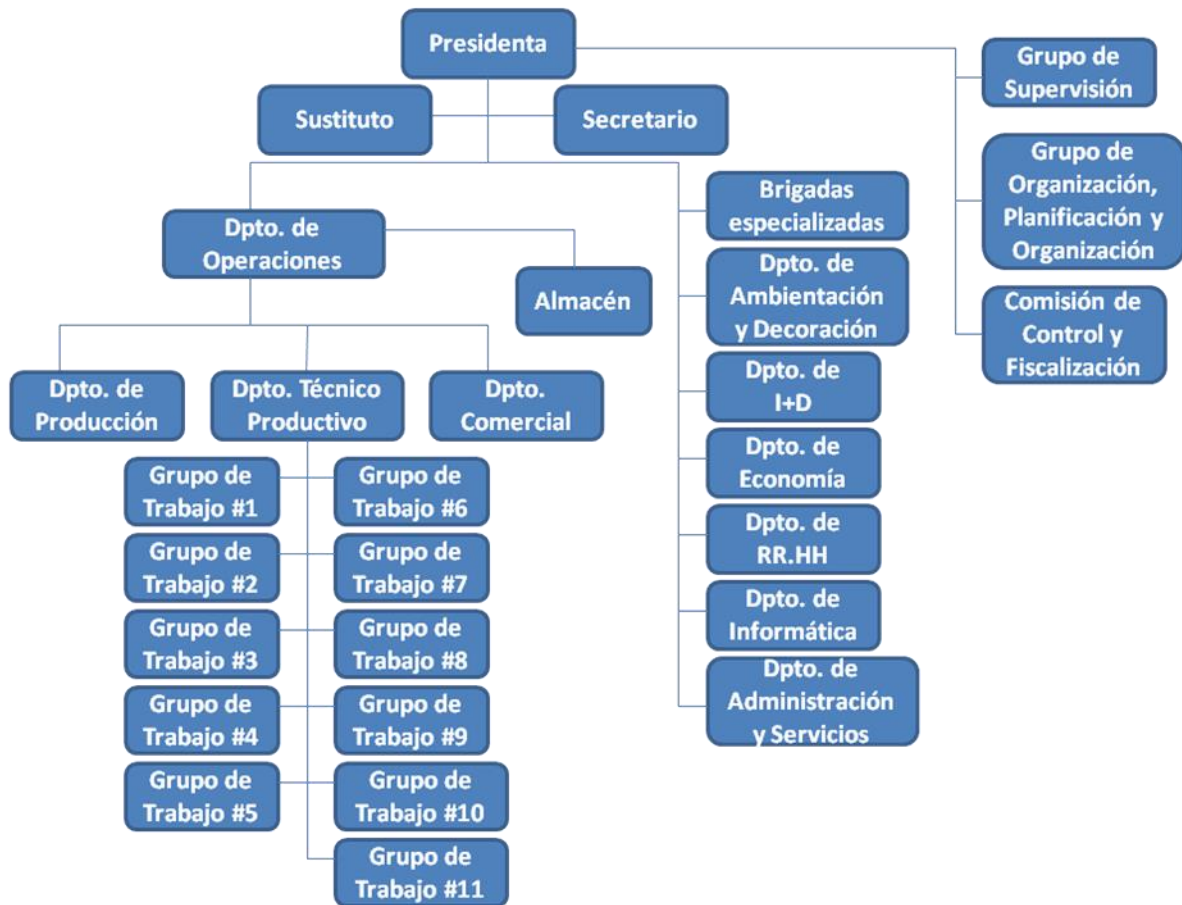 Presidenta
Grupo de
Supervisión
Sustituto
Secretario
Grupo de
Organización,
Planificación y
Organización
Comisión de
Control y
Fiscalización
Dpto. de
Operaciones
Almacén
Brigadas
especializadas
Dpto. de
Ambientación
y Decoración
Dpto. de
I+D
Dpto. de
Economía
Dpto. de
RR.HH
Dpto. de
Informática
Dpto. de
Administración
y Servicios
Dpto. de
Producción
Dpto. Técnico
Productivo
Dpto.
Comercial
Grupo de
Trabajo #1
Grupo de
Trabajo #6
Grupo de
Trabajo #2
Grupo de
Trabajo #7
Grupo de
Trabajo #3
Grupo de
Trabajo #8
Grupo de
Trabajo #4
Grupo de
Trabajo #9
Grupo de
Trabajo #5
Grupo de
Trabajo #10
Grupo de
Trabajo #11